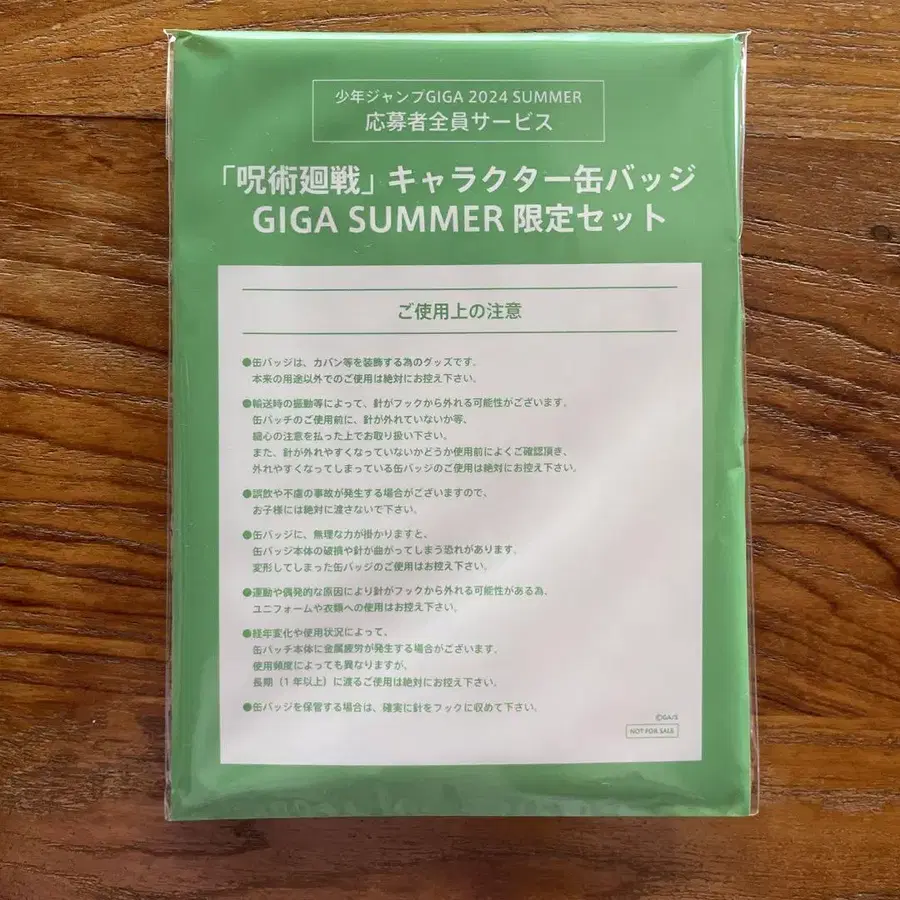 少年ジャンプGIGA 2024 SUMMER
応募者全員サービス
「呪術廻戦」キャラクター缶バッジ
GIGA SUMMER 限定セット
ご使用上の注意
●缶バッジは、カバン等を装飾する為のグッズです。
本来の用途以外でのご使用は絶対にお控え下さい。
●輸送時の振動等によって、針がフックから外れる可能性がございます。
缶バッチのご使用前に、針が外れていないか等、
細心の注意を払った上でお取り扱い下さい。
また、針が外れやすくなっていないかどうか使用前によくご確認頂き、
外れやすくなってしまっている缶バッジのご使用は絶対にお控え下さい。
●誤飲や不慮の事故が発生する場合がございますので、
お子様には絶対に渡さないで下さい。
●缶バッジに、無理な力が掛かりますと、
缶バッジ本体の破損や針が曲がってしまう恐れがあります。
変形してしまった缶バッジのご使用はお控え下さい。
●運動や偶発的な原因により針がフックから外れる可能性がある為、
ユニフォームや衣類への使用はお控え下さい。
●経年変化や使用状況によって、
缶バッチ本体に金属疲労が発生する場合がございます。
使用頻度によっても異なりますが、
長期（1年以上）に渡るご使用は絶対にお控え下さい。
●缶バッジを保管する場合は、確実に針をフックに収めて下さい。
©GA/S
NOT FOR SALE